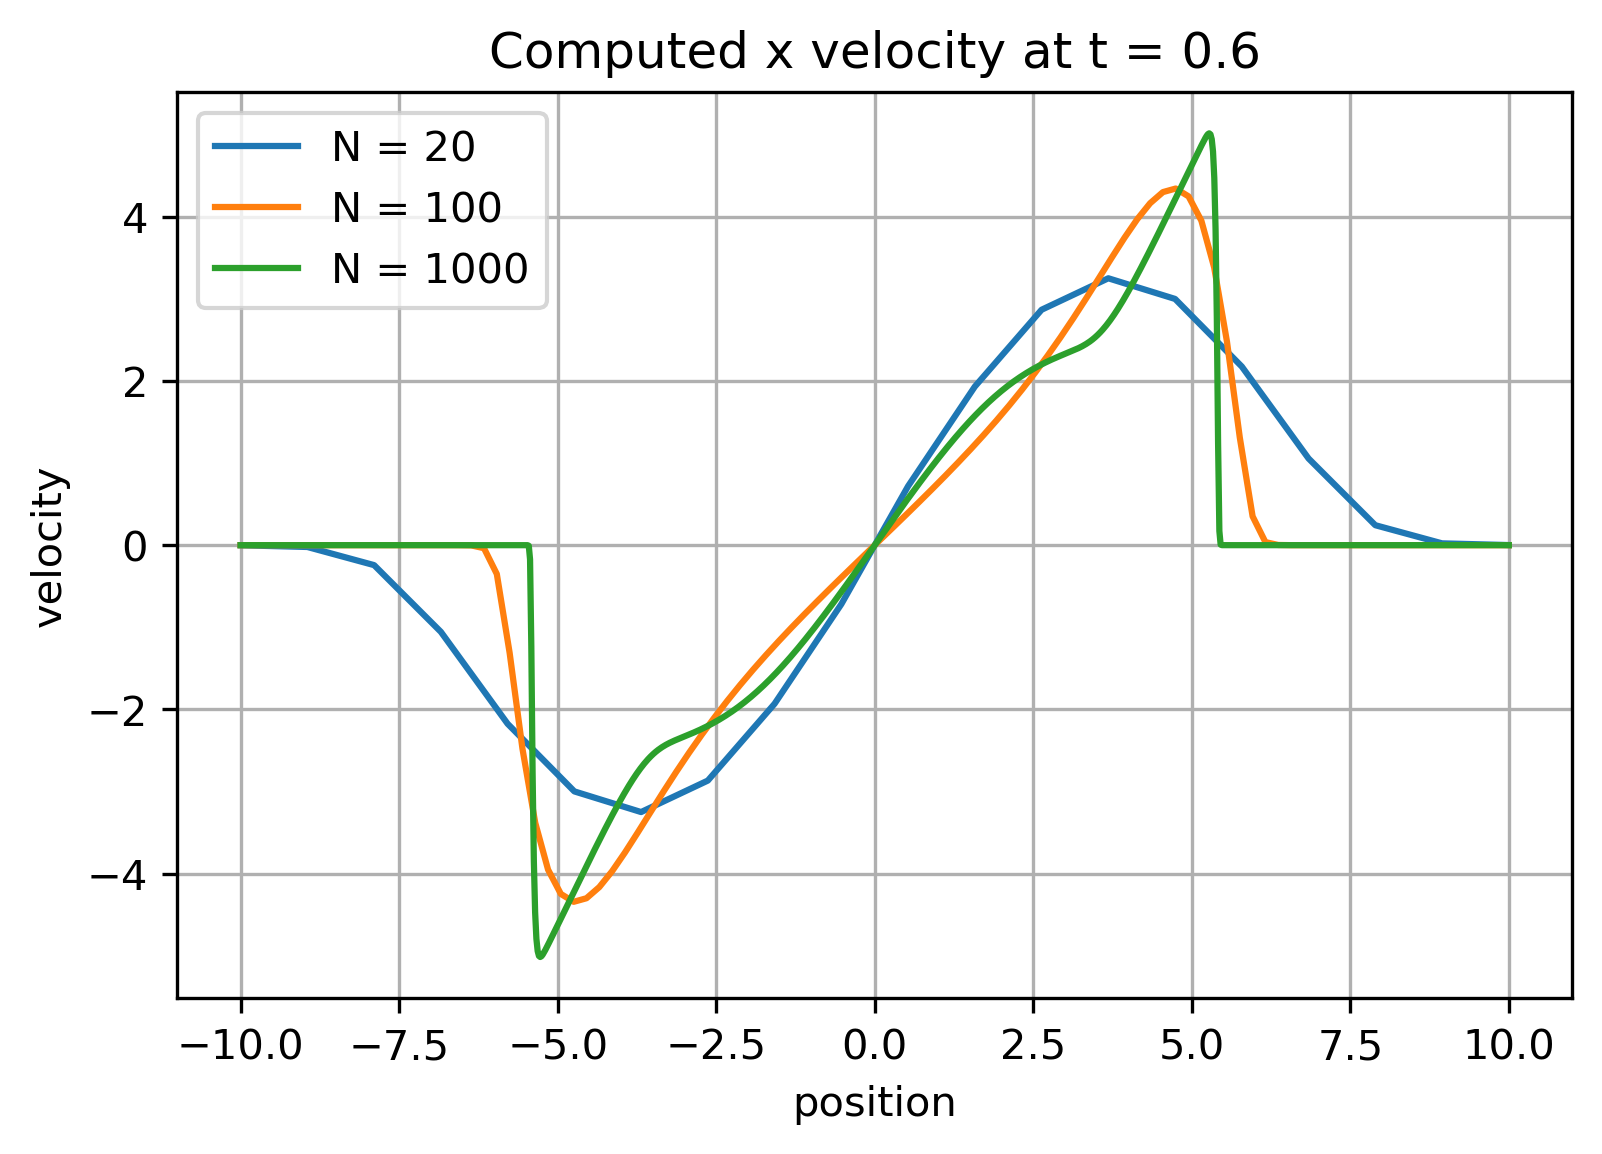 Computed x velocity at t = 0.6
N = 20
N = 100
N = 1000
velocity
4
2
0
−2
−4
−10.0 −7.5 −5.0 −2.5 0.0 2.5 5.0 7.5 10.0
position